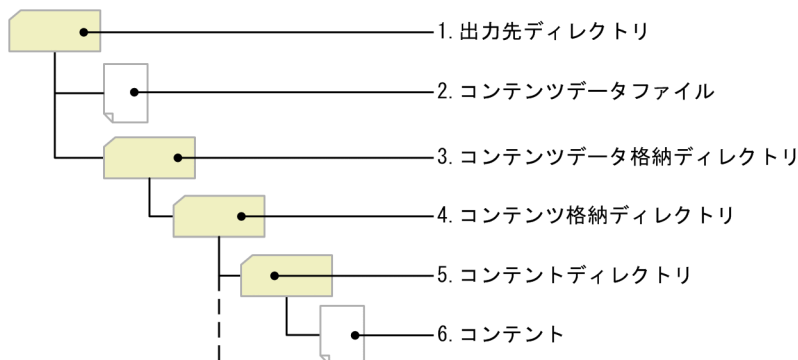 1. 出力先ディレクトリ
2. コンテンツデータファイル
3. コンテンツデータ格納ディレクトリ
4. コンテンツ格納ディレクトリ
5. コンテントディレクトリ
6. コンテント